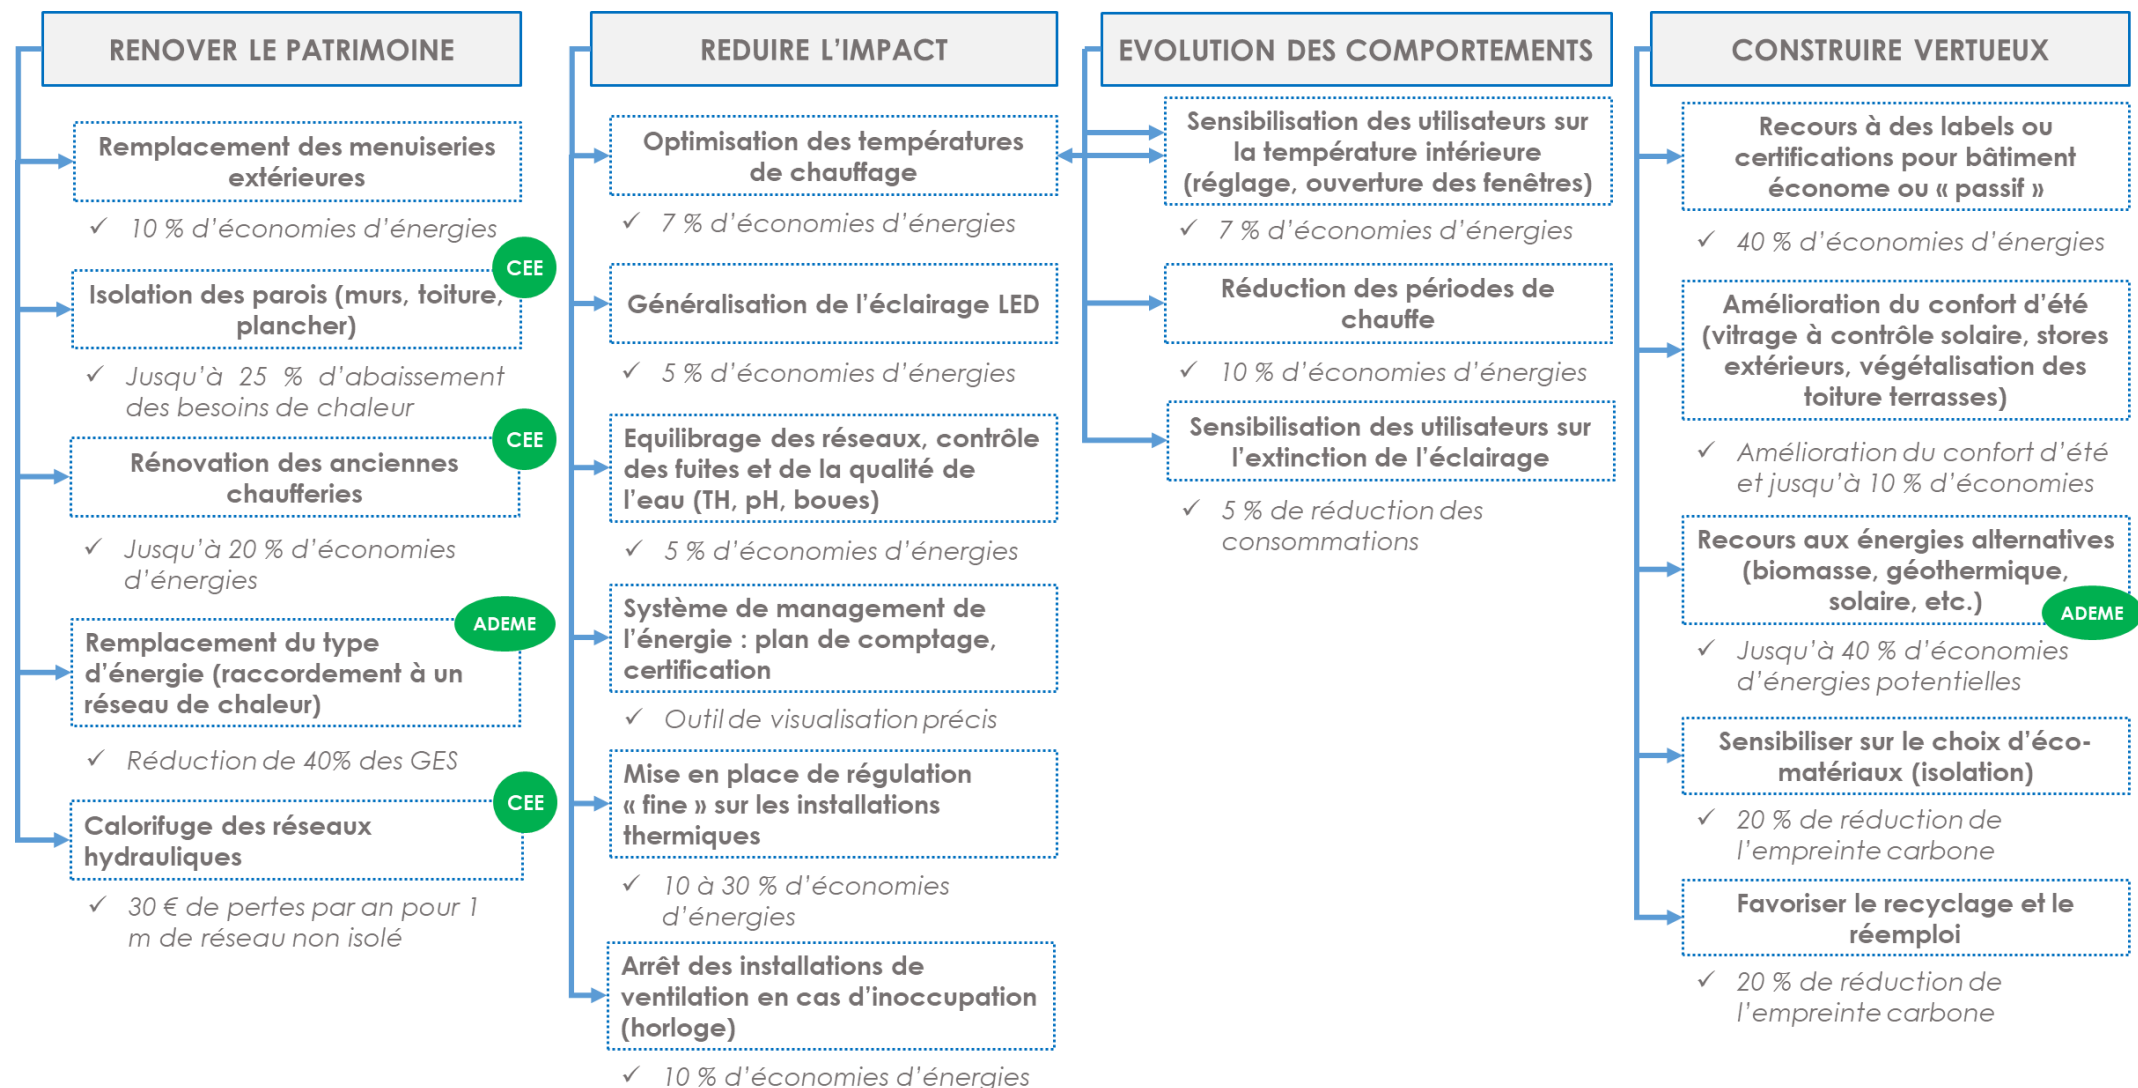 RENOVER LE PATRIMOINE
Remplacement des menuiseries
extérieures
✓ 10 % d’économies d’énergies
CEE
Isolation des parois (murs, toiture,
plancher)
✓ Jusqu’à 25 % d’abaissement
des besoins de chaleur
CEE
Rénovation des anciennes
chaufferies
✓ Jusqu’à 20 % d’économies
d’énergies
ADEME
Remplacement du type
d’énergie (raccordement à un
réseau de chaleur)
✓ Réduction de 40% des GES
CEE
Calorifuge des réseaux
hydrauliques
✓ 30 € de pertes par an pour 1
m de réseau non isolé
REDUIRE L’IMPACT
Optimisation des températures
de chauffage
✓ 7 % d’économies d’énergies
Généralisation de l’éclairage LED
✓ 5 % d’économies d’énergies
Equilibrage des réseaux, contrôle
des fuites et de la qualité de
l’eau (TH, pH, boues)
✓ 5 % d’économies d’énergies
Système de management de
l’énergie : plan de comptage,
certification
✓ Outil de visualisation précis
Mise en place de régulation
« fine » sur les installations
thermiques
✓ 10 à 30 % d’économies
d’énergies
Arrêt des installations de
ventilation en cas d’inoccupation
(horloge)
✓ 10 % d’économies d’énergies
EVOLUTION DES COMPORTEMENTS
Sensibilisation des utilisateurs sur
la température intérieure
(réglage, ouverture des fenêtres)
✓ 7 % d’économies d’énergies
Réduction des périodes de
chauffe
✓ 10 % d’économies d’énergies
Sensibilisation des utilisateurs sur
l’extinction de l’éclairage
✓ 5 % de réduction des
consommations
CONSTRUIRE VERTUEUX
Recours à des labels ou
certifications pour bâtiment
économe ou « passif »
✓ 40 % d’économies d’énergies
Amélioration du confort d’été
(vitrage à contrôle solaire, stores
extérieurs, végétalisation des
toiture terrasses)
✓ Amélioration du confort d’été
et jusqu’à 10 % d’économies
Recours aux énergies alternatives
(biomasse, géothermique,
solaire, etc.)
ADEME
✓ Jusqu’à 40 % d’économies
d’énergies potentielles
Sensibiliser sur le choix d’éco-
matériaux (isolation)
✓ 20 % de réduction de
l’empreinte carbone
Favoriser le recyclage et le
réemploi
✓ 20 % de réduction de
l’empreinte carbone